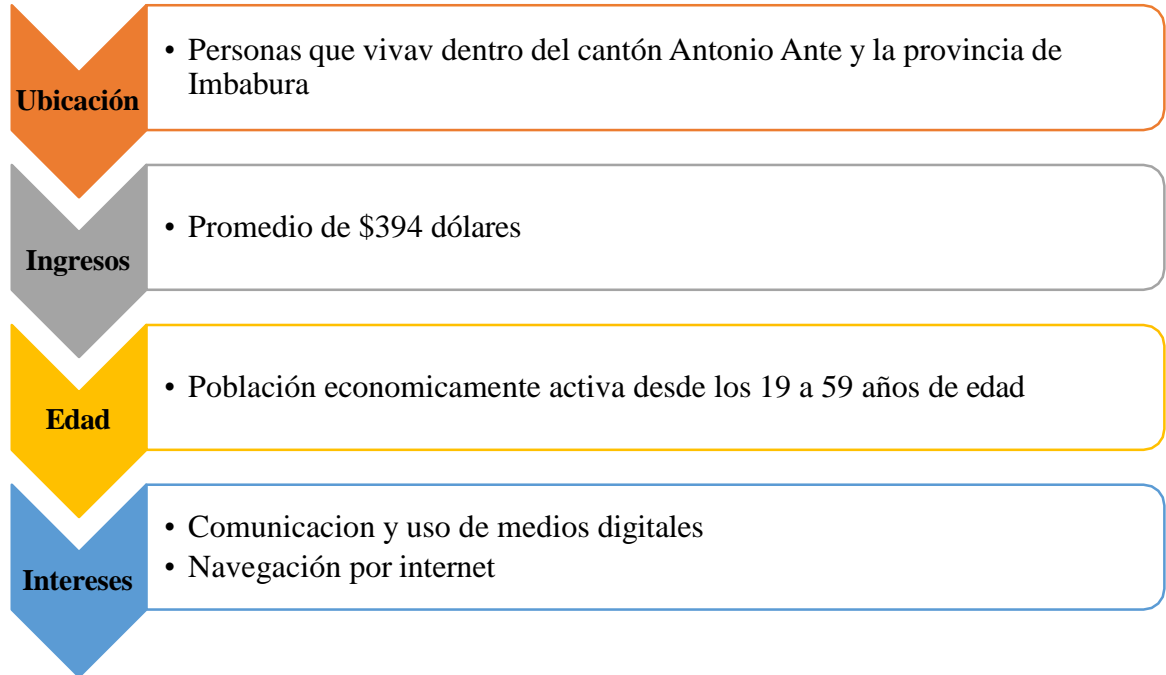 Ubicación
• Personas que vivav dentro del cantón Antonio Ante y la provincia de
Imbabura
Ingresos
• Promedio de $394 dólares
Edad
• Población economicamente activa desde los 19 a 59 años de edad
Intereses
• Comunicacion y uso de medios digitales
• Navegación por internet